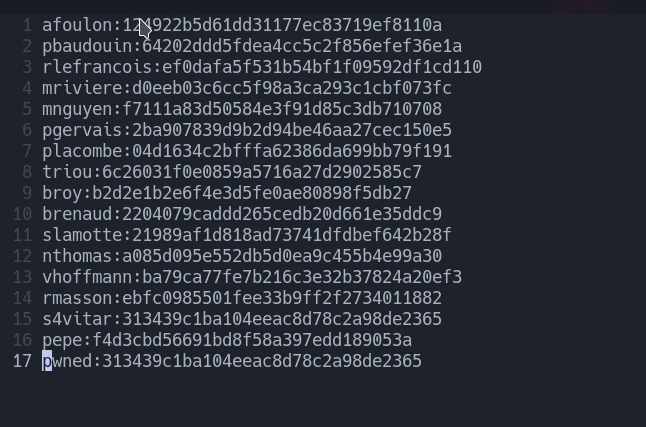 1 afoulon:124922b5d61dd31177ec83719ef8110a
2 pbaudouin:64202ddd5fdea4cc5c2f856efef36e1a
3 rlefrancois:ef0dafa5f531b54bf1f09592df1cd110
4 mriviere:d0eeb03c6cc5f98a3ca293c1cbf073fc
5 mnguyen:f7111a83d50584e3f91d85c3db710708
6 pgervais:2ba907839d9b2d94be46aa27cec150e5
7 placombe:04d1634c2bfffa62386da699bb79f191
8 triou:6c26031f0e0859a5716a27d2902585c7
9 broy:b2d2e1b2e6f4e3d5fe0ae80898f5db27
10 brenaud:2204079caddd265cedb20d661e35ddc9
11 slamotte:21989af1d818ad73741dfdbef642b28f
12 nthomas:a085d095e552db5d0ea9c455b4e99a30
13 vhoffmann:ba79ca77fe7b216c3e32b37824a20ef3
14 rmasson:ebfc0985501fee33b9ff2f2734011882
15 s4vitar:313439c1ba104eeac8d78c2a98de2365
16 pepe:f4d3cbd56691bd8f58a397edd189053a
17 pwned:313439c1ba104eeac8d78c2a98de2365